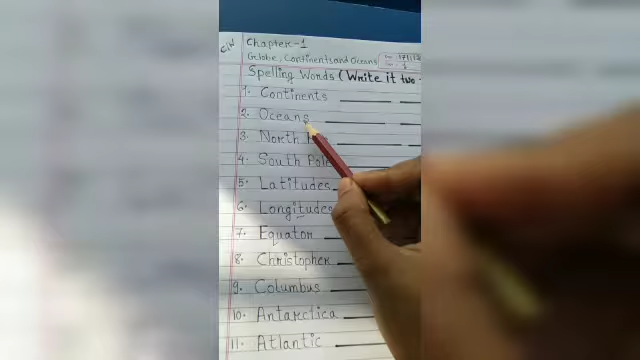 C/W
Chapter-1
Globe, Continents and Oceans
Spelling Words (Write it two
1. Continents
2. Oceans
3. North
4. South Pole
5. Latitudes
6. Longitudes
7. Equator
8. Christopher
9. Columbus
10. Antarctica
11. Atlantic